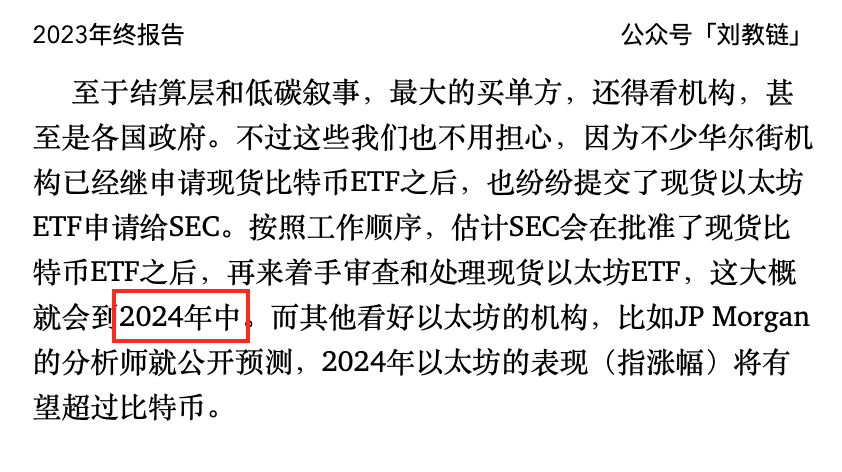 2023年终报告
公众号「刘教链」
至于结算层和低碳叙事，最大的买单方，还得看机构，甚
至是各国政府。不过这些我们也不用担心，因为不少华尔街机
构已经继申请现货比特币ETF之后，也纷纷提交了现货以太坊
ETF申请给SEC。按照工作顺序，估计SEC会在批准了现货比
特币ETF之后，再来着手审查和处理现货以太坊ETF，这大概
就会到2024年中。而其他看好以太坊的机构，比如JP Morgan
的分析师就公开预测，2024年以太坊的表现（指涨幅）将有
望超过比特币。